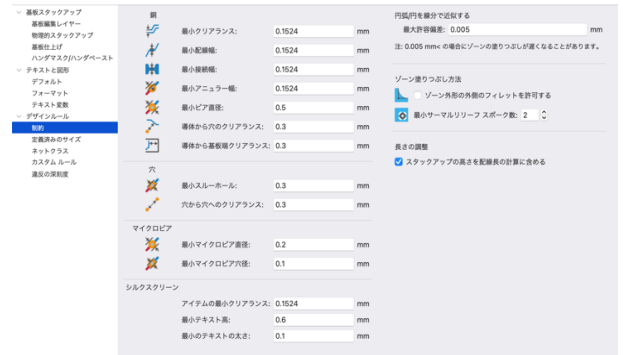 基板スタックアップ
基板編集レイヤー
物理的スタックアップ
基板仕上げ
ハンダマスク/ハンダペースト
テキストと図形
デフォルト
フォーマット
テキスト変数
デザインルール
制約
定義済みのサイズ
ネットクラス
カスタム ルール
違反の深刻度
銅
最小クリアランス: 0.1524 mm
最小配線幅: 0.1524 mm
最小接続幅: 0.1524 mm
最小アニュラー幅: 0.1524 mm
最小ビア直径: 0.5 mm
導体から穴のクリアランス: 0.3 mm
導体から基板端クリアランス: 0.3 mm
穴
最小スルーホール: 0.3 mm
穴から穴へのクリアランス: 0.3 mm
マイクロビア
最小マイクロビア直径: 0.2 mm
最小マイクロビア穴径: 0.1 mm
シルクスクリーン
アイテムの最小クリアランス: 0.1524 mm
最小テキスト高: 0.6 mm
最小のテキストの太さ: 0.1 mm
円弧/円を線分で近似する
最大許容偏差: 0.005 mm
注: 0.005 mm< の場合にゾーンの塗りつぶしが遅くなることがあります。
ゾーン塗りつぶし方法
ゾーン外形の外側のフィレットを許可する
最小サーマルリリーフ スポーク数: 2
長さの調整
スタックアップの高さを配線長の計算に含める